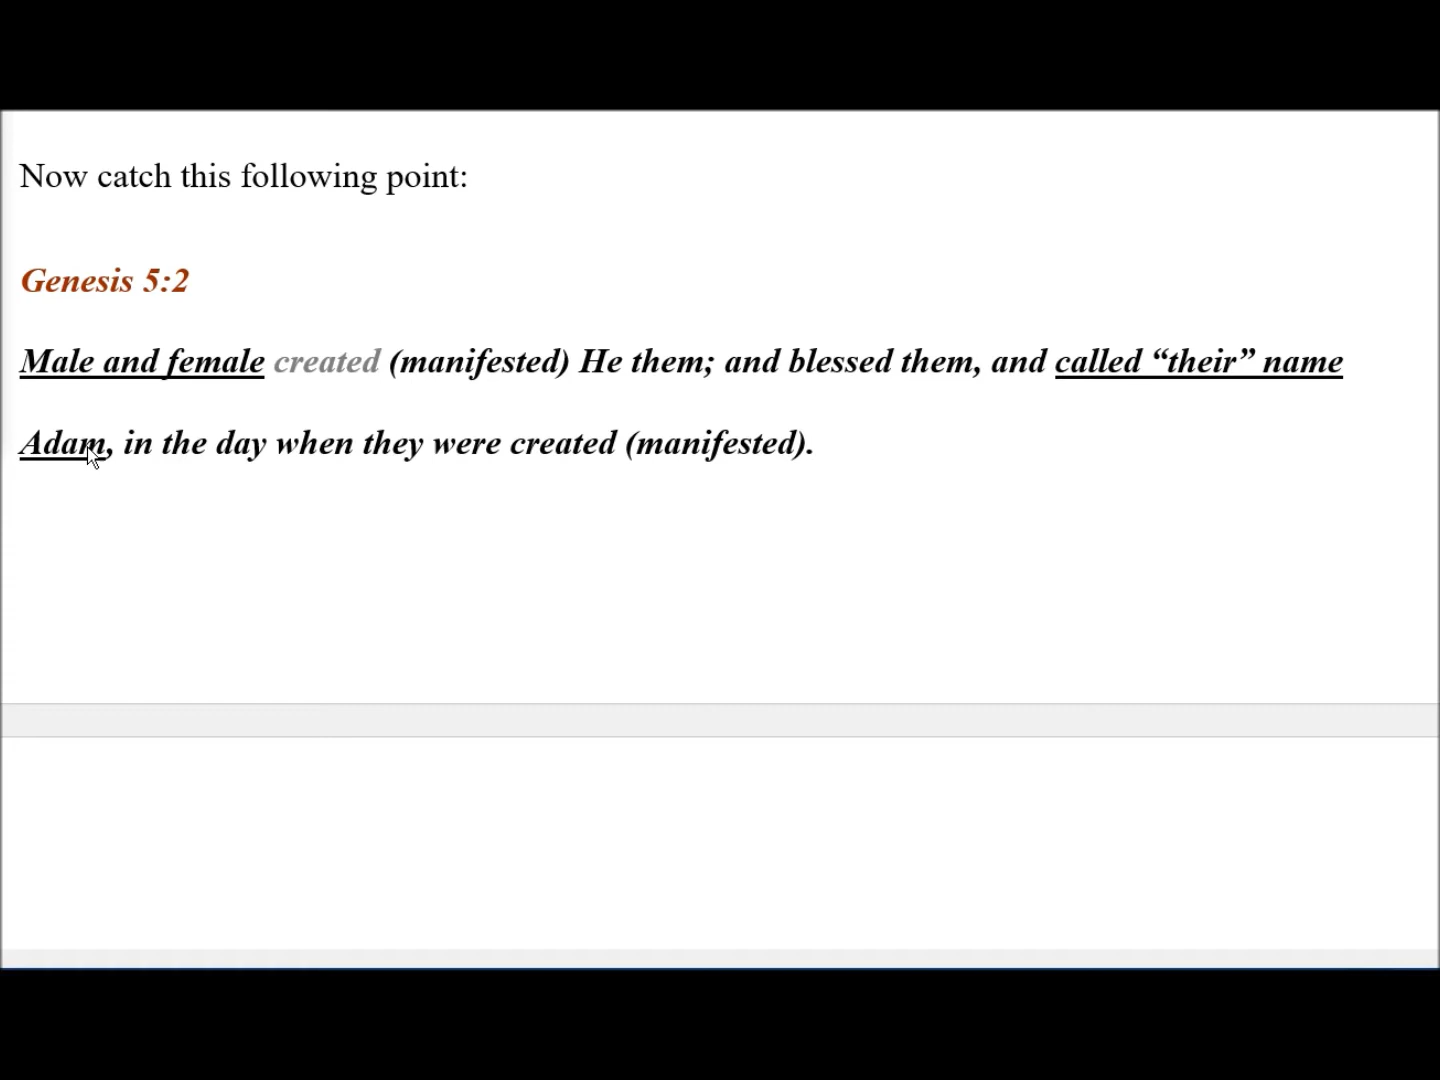 Now catch this following point:
Genesis 5:2
Male and female created (manifested) He them; and blessed them, and called “their” name
Adam, in the day when they were created (manifested).